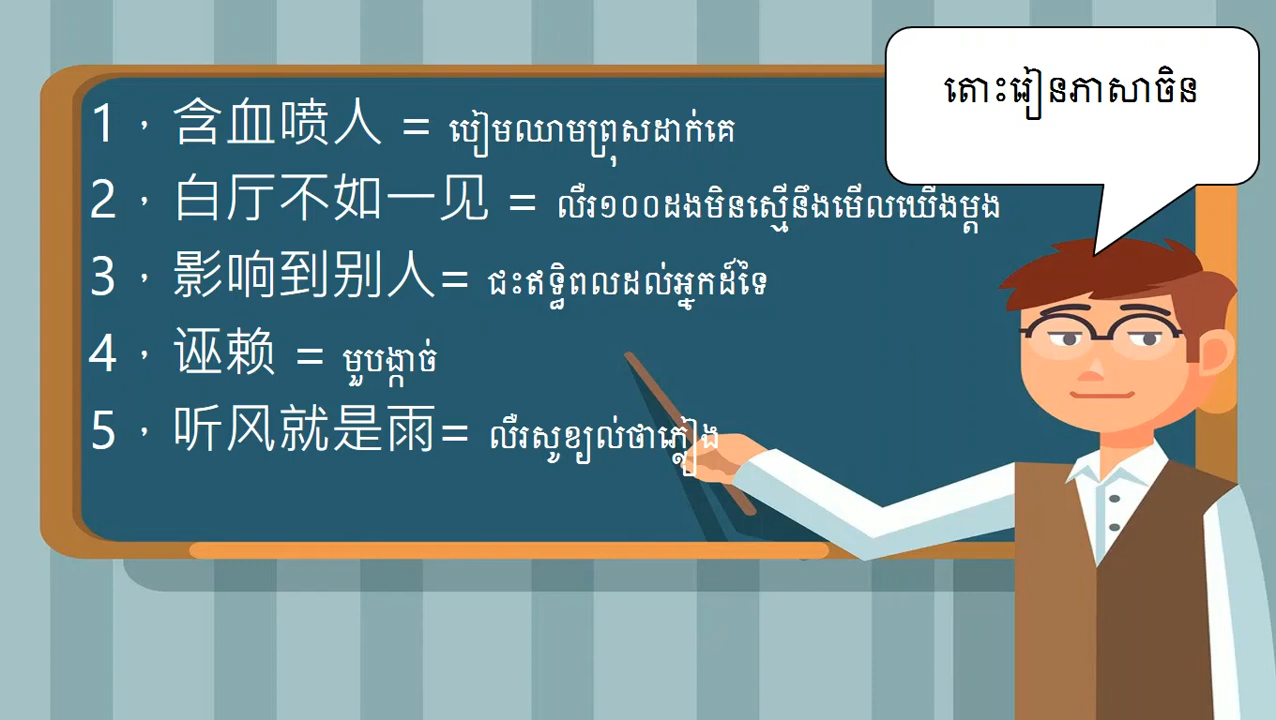 តោះរៀនភាសាចិន
1，含血喷人 = បៀមឈាមព្រុសដាក់គេ
2，白厅不如一见 = លឺរ១០០ដងមិនស្មើនឹងមើលឃើងម្ដង
3，影响到别人= ជះឥទ្ធិពលដល់អ្នកដ៍ទៃ
4，诬赖 = មួបង្កាច់
5，听风就是雨= លឺរសូខ្យល់ថាភ្លៀង